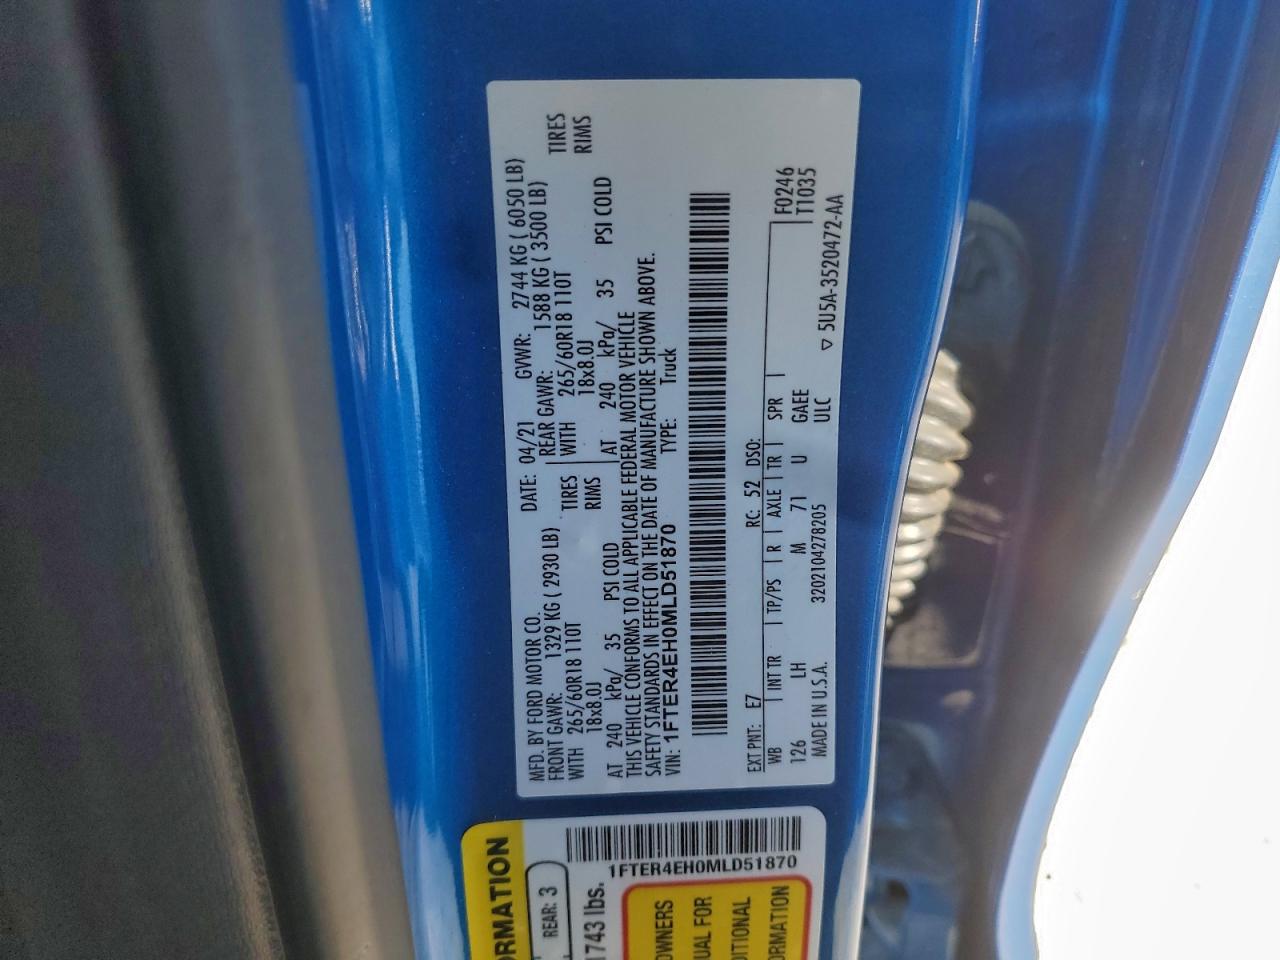 MFD. BY FORD MOTOR CO. DATE: 04/21 GVWR: 2744 KG ( 6050 LB)
FRONT GAWR: 1329 KG ( 2930 LB) REAR GAWR: 1588 KG ( 3500 LB)
WITH 265/60R18 110T TIRES WITH 265/60R18 110T TIRES
18x8.0J RIMS 18x8.0J RIMS
AT 240 kPa/ 35 PSI COLD AT 240 kPa/ 35 PSI COLD
THIS VEHICLE CONFORMS TO ALL APPLICABLE FEDERAL MOTOR VEHICLE
SAFETY STANDARDS IN EFFECT ON THE DATE OF MANUFACTURE SHOWN ABOVE.
VIN: 1FTER4EH0MLD51870 TYPE: Truck
F0246
T1035
EXT PNT: E7 RC: 52 DSO:
WB INT TR TP/PS R AXLE TR SPR
126 LH M 71 U GAEE
ULC
MADE IN U.S.A. 3202104278205 ▽ 5U5A-3520472-AA
1FTER4EH0MLD51870
ORMATION
REAR: 3
1743 lbs.
OWNERS
UAL FOR
DITIONAL
ORMATION